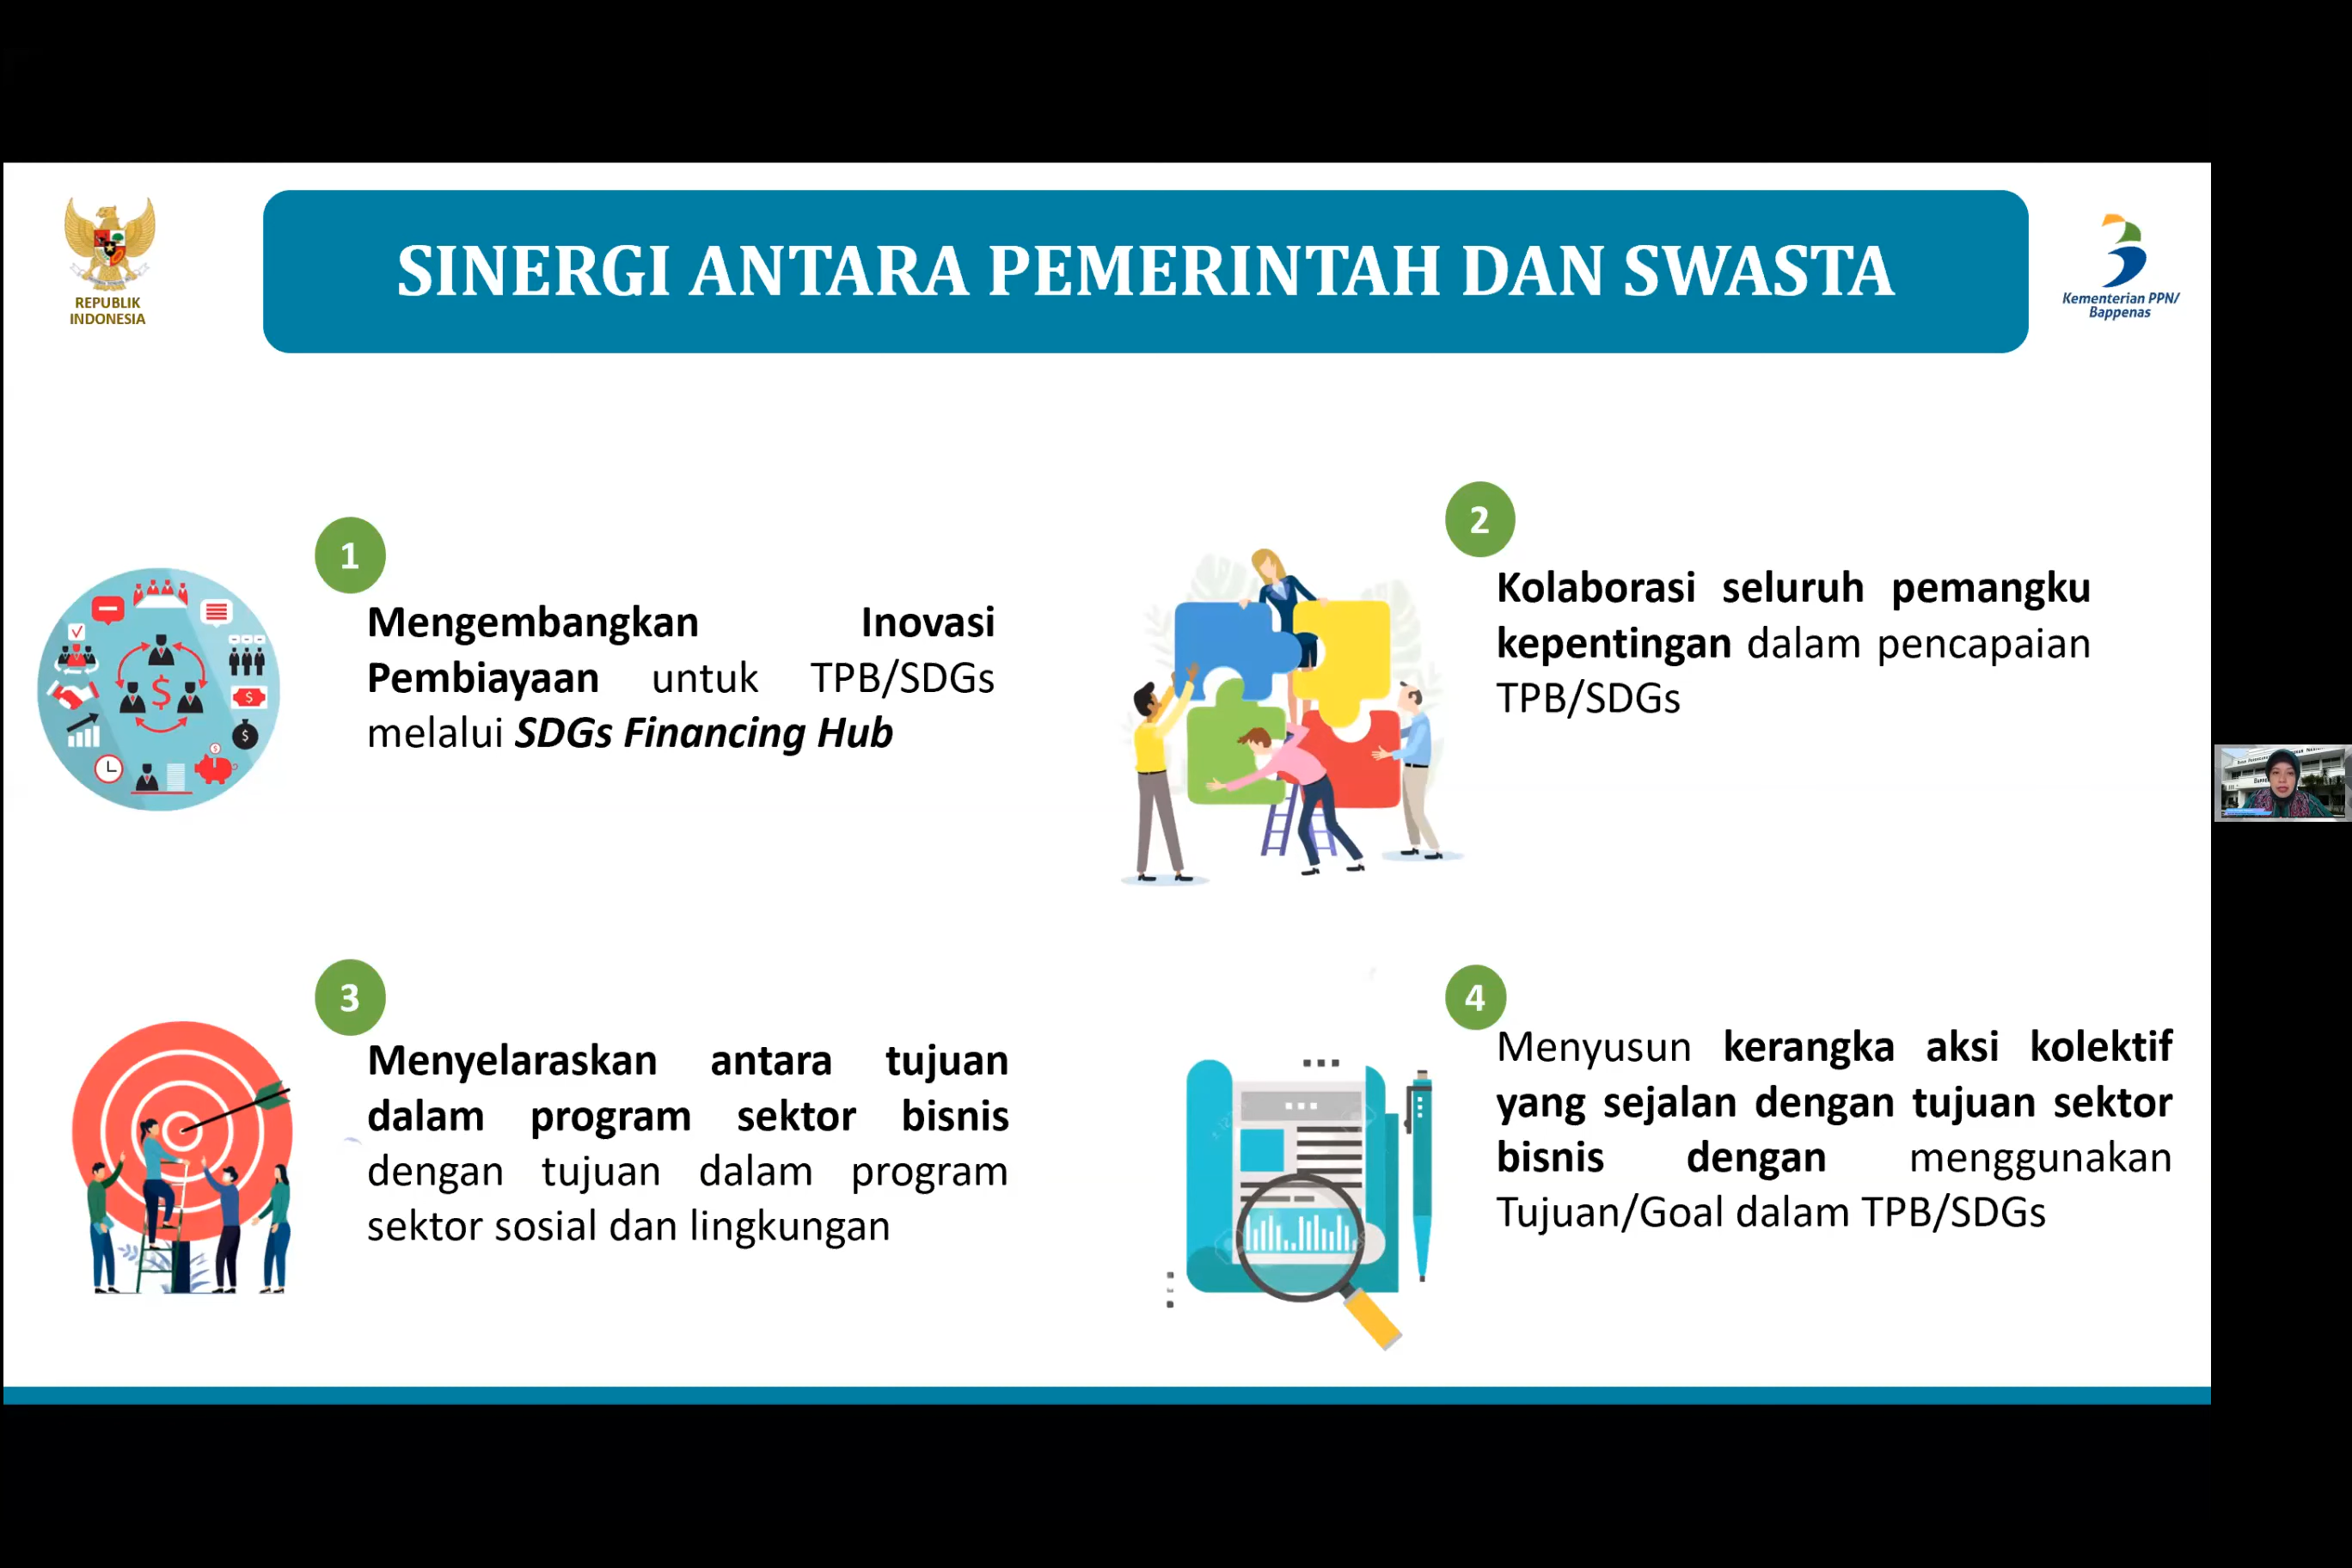 REPUBLIK
INDONESIA
SINERGI ANTARA PEMERINTAH DAN SWASTA
Kementerian PPN/
Bappenas
1
Mengembangkan Inovasi
Pembiayaan untuk TPB/SDGs
melalui SDGs Financing Hub
2
Kolaborasi seluruh pemangku
kepentingan dalam pencapaian
TPB/SDGs
3
Menyelaraskan antara tujuan
dalam program sektor bisnis
dengan tujuan dalam program
sektor sosial dan lingkungan
4
Menyusun kerangka aksi kolektif
yang sejalan dengan tujuan sektor
bisnis dengan menggunakan
Tujuan/Goal dalam TPB/SDGs